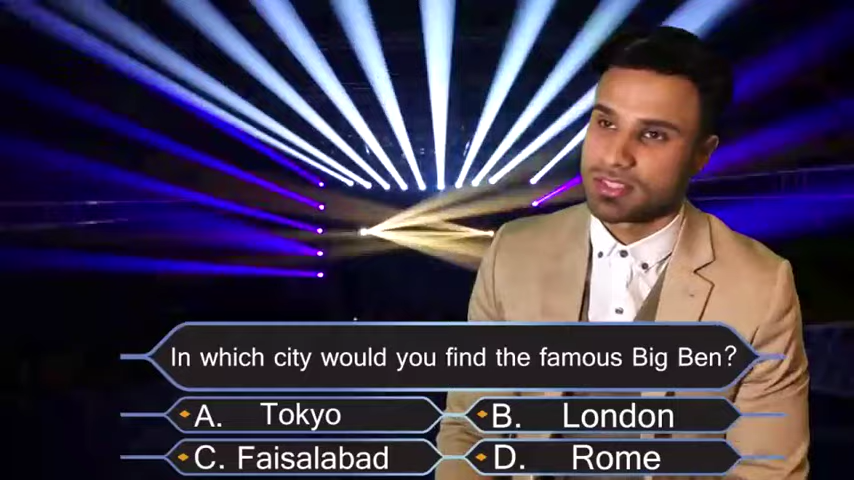 In which city would you find the famous Big Ben?
A. Tokyo
B. London
C. Faisalabad
D. Rome